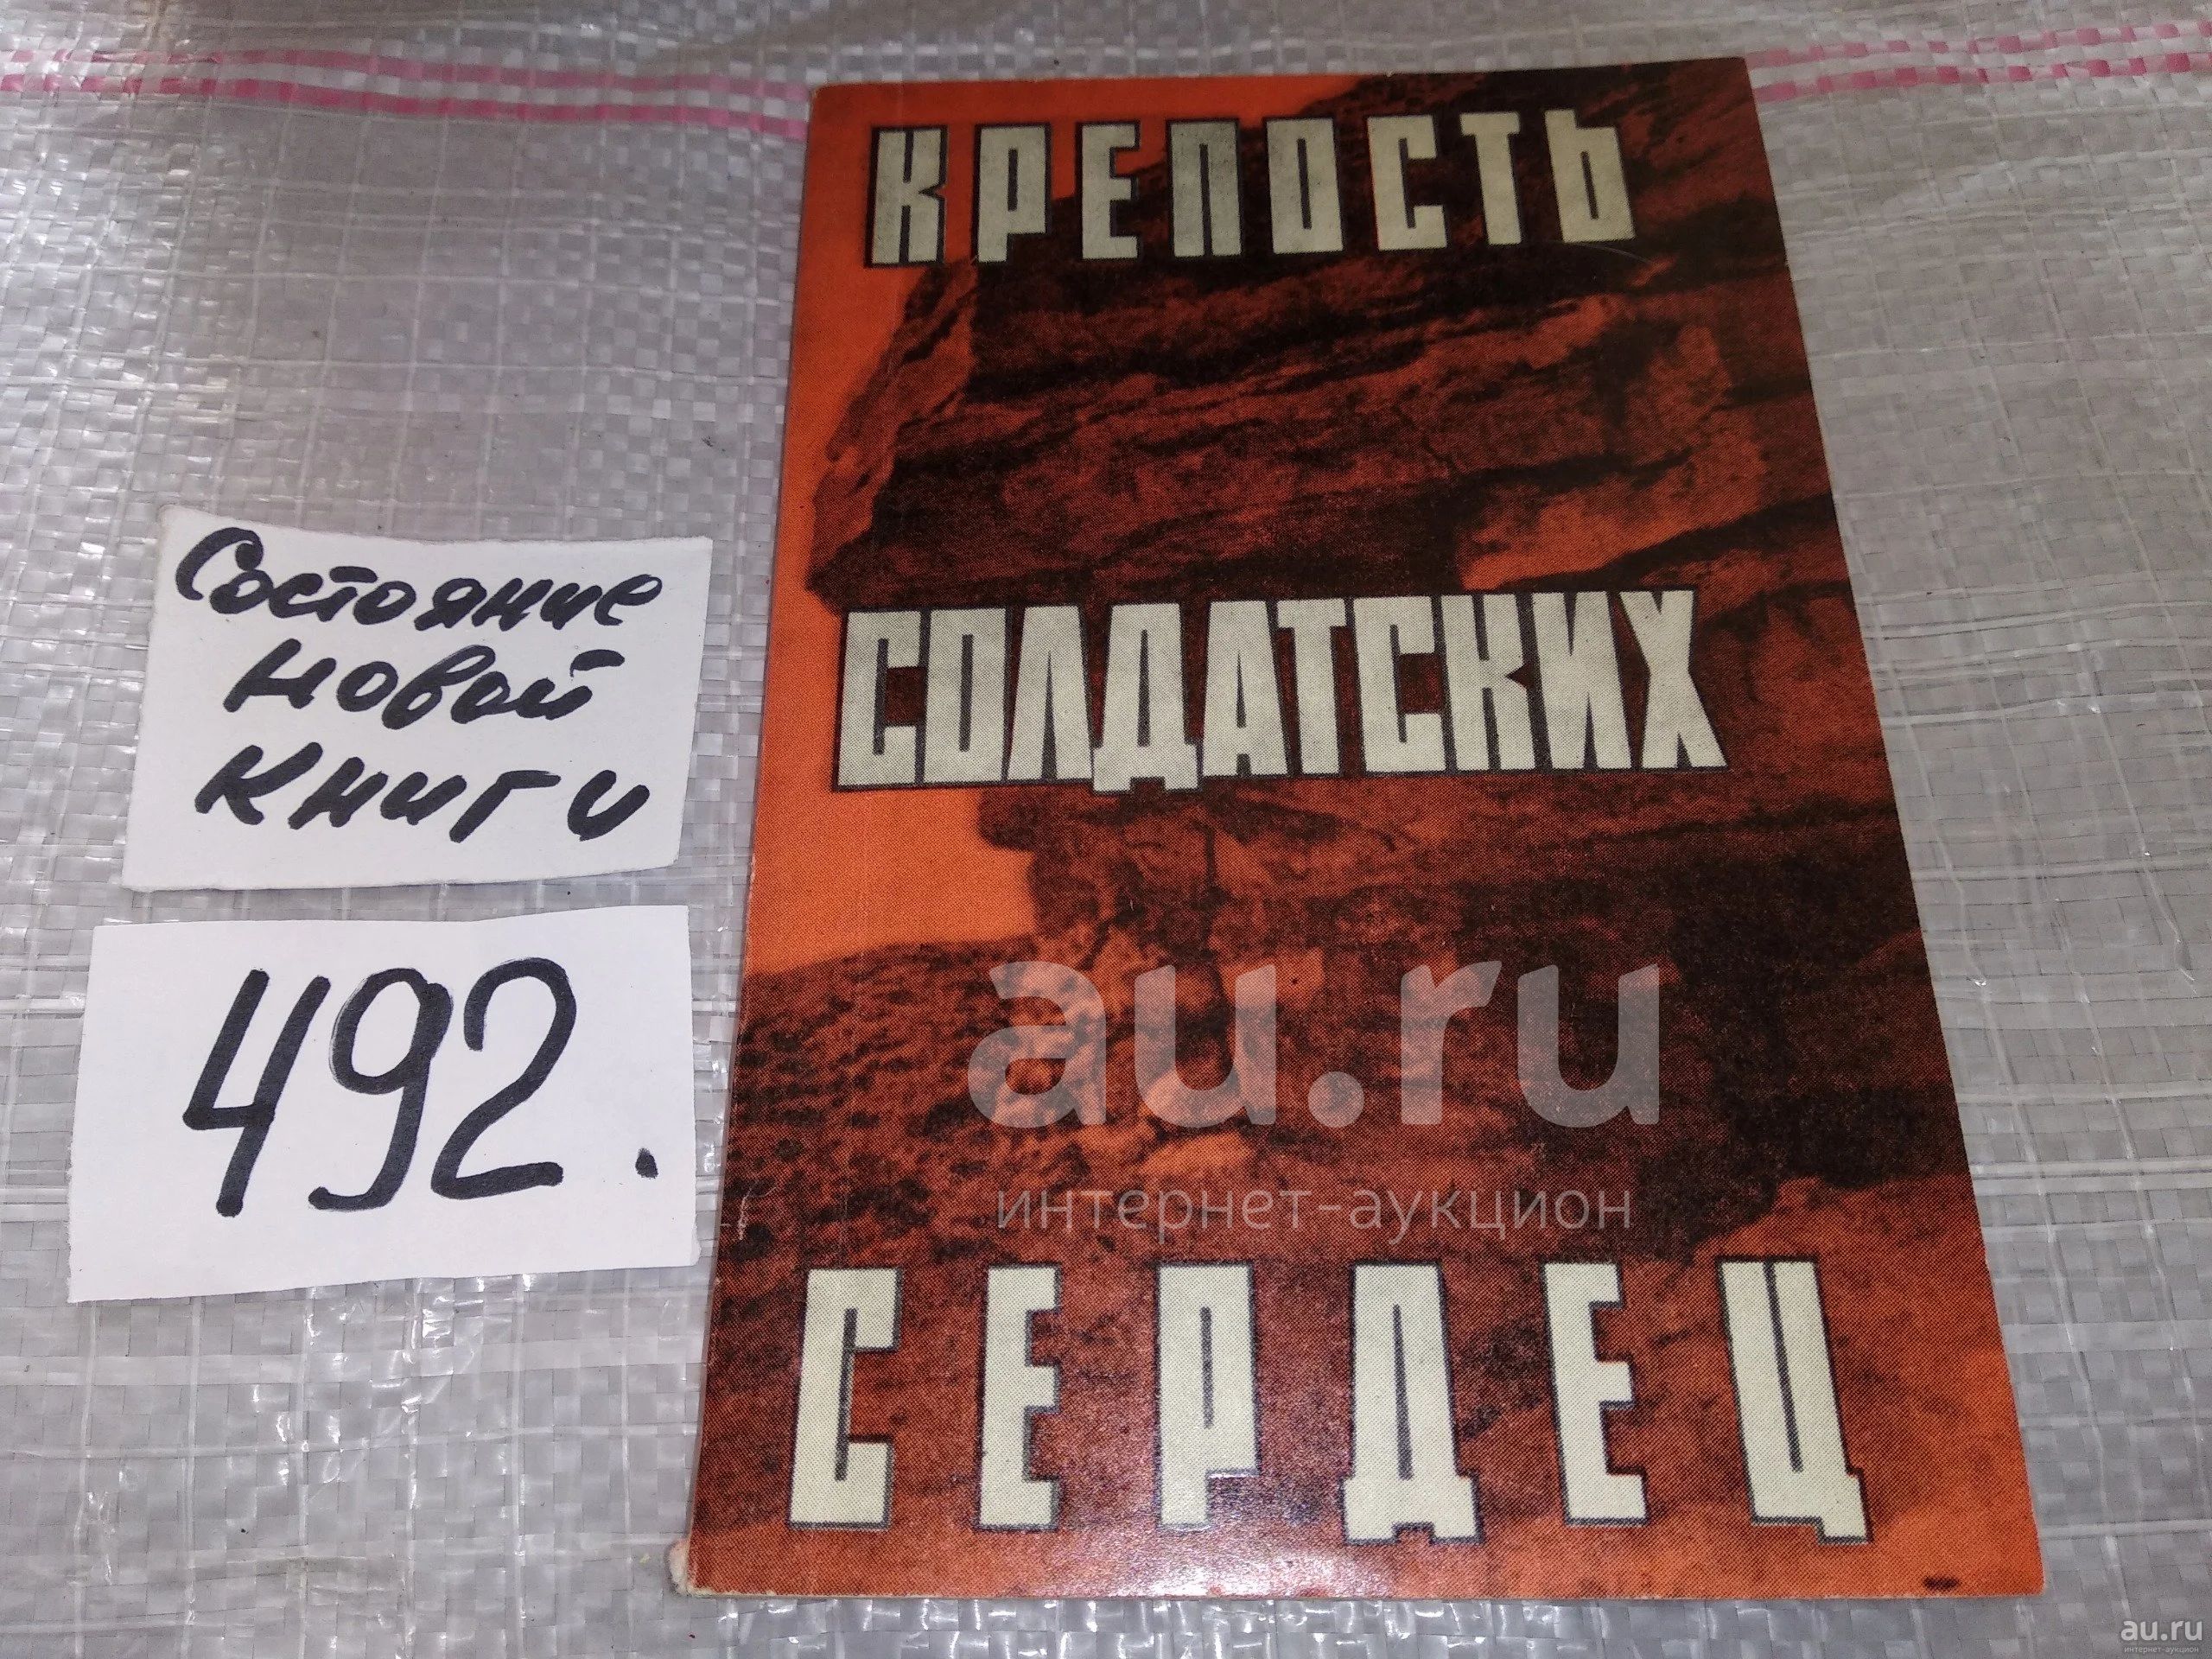 КРЕПОСТЬ
СОЛДАТСКИХ
СЕРДЕЦ
Состояние
новой
книги
492.
au.ru
интернет-аукцион
au.ru
интернет-аукцион